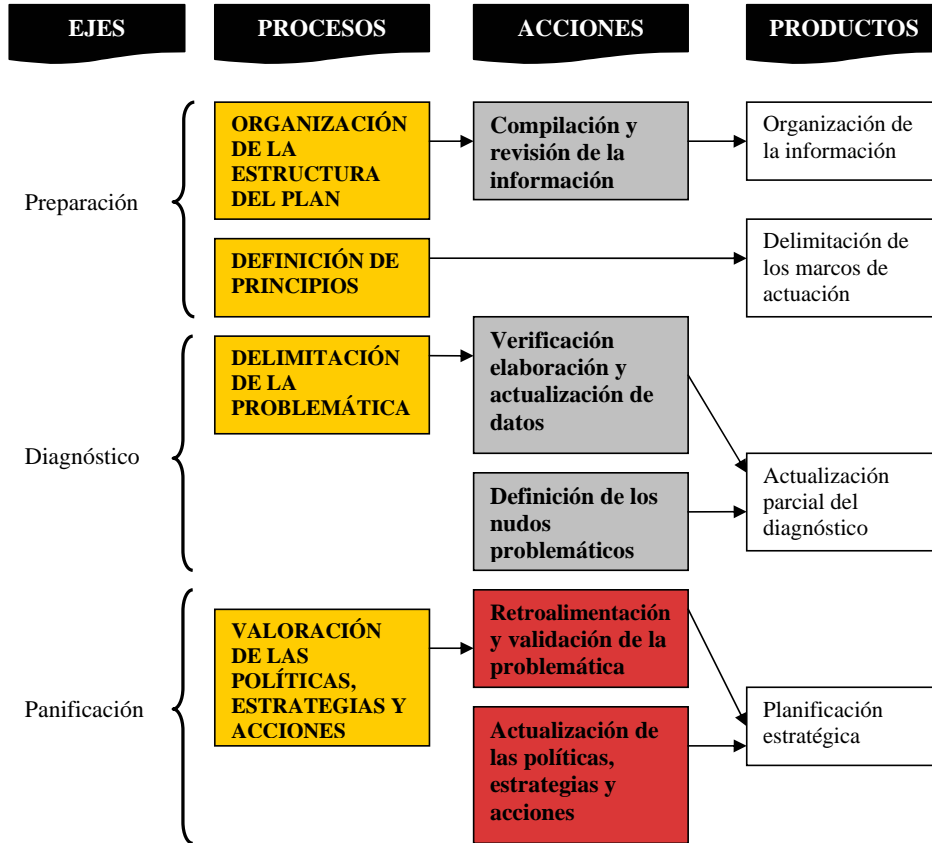 EJES
PROCESOS
ACCIONES
PRODUCTOS
Preparación
ORGANIZACIÓN
DE LA
ESTRUCTURA
DEL PLAN
Compilación y
revisión de la
información
Organización de
la información
DEFINICIÓN DE
PRINCIPIOS
Delimitación de
los marcos de
actuación
Diagnóstico
DELIMITACIÓN
DE LA
PROBLEMÁTICA
Verificación
elaboración y
actualización de
datos
Definición de los
nudos
problemáticos
Actualización
parcial del
diagnóstico
Panificación
VALORACIÓN
DE LAS
POLÍTICAS,
ESTRATEGIAS Y
ACCIONES
Retroalimentación
y validación de la
problemática
Actualización de
las políticas,
estrategias y
acciones
Planificación
estratégica